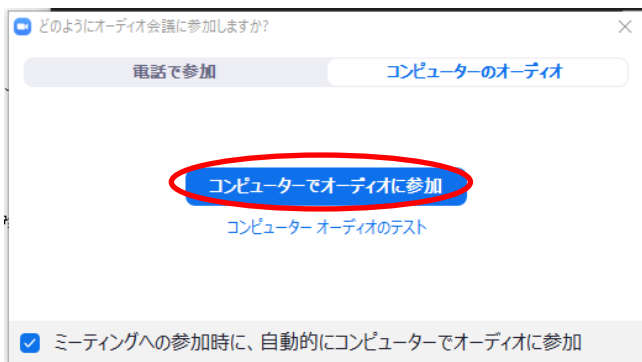 どのようにオーディオ会議に参加しますか?
電話で参加 コンピューターのオーディオ
コンピューターでオーディオに参加
コンピューター オーディオのテスト
ミーティングへの参加時に、自動的にコンピューターでオーディオに参加